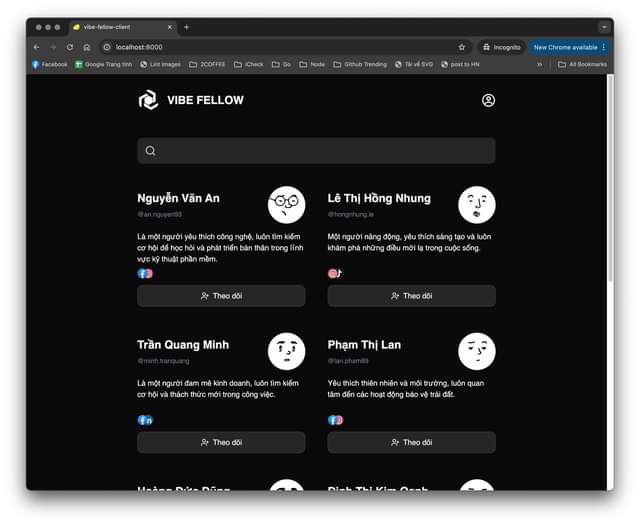 vibe-fellow-client
localhost:8000
Incognito
New Chrome available
Facebook
Google Trang tính
Lint images
2COFFEE
iCheck
Go
Node
Github Trending
Tải về SVG
post to HN
All Bookmarks
VIBE FELLOW
Nguyễn Văn An
@an.nguyen93
Là một người yêu thích công nghệ, luôn tìm kiếm
cơ hội để học hỏi và phát triển bản thân trong lĩnh
vực kỹ thuật phần mềm.
Theo dõi
Lê Thị Hồng Nhung
@hongnhung.le
Một người năng động, yêu thích sáng tạo và luôn
khám phá những điều mới lạ trong cuộc sống.
Theo dõi
Trần Quang Minh
@minh.tranquang
Là một người đam mê kinh doanh, luôn tìm kiếm
cơ hội và thách thức mới trong công việc.
Theo dõi
Phạm Thị Lan
@lan.pham88
Yêu thích thiên nhiên và môi trường, luôn quan
tâm đến các hoạt động bảo vệ trái đất.
Theo dõi
Hoàng Đức Dũng
Đinh Thị Kim Oanh